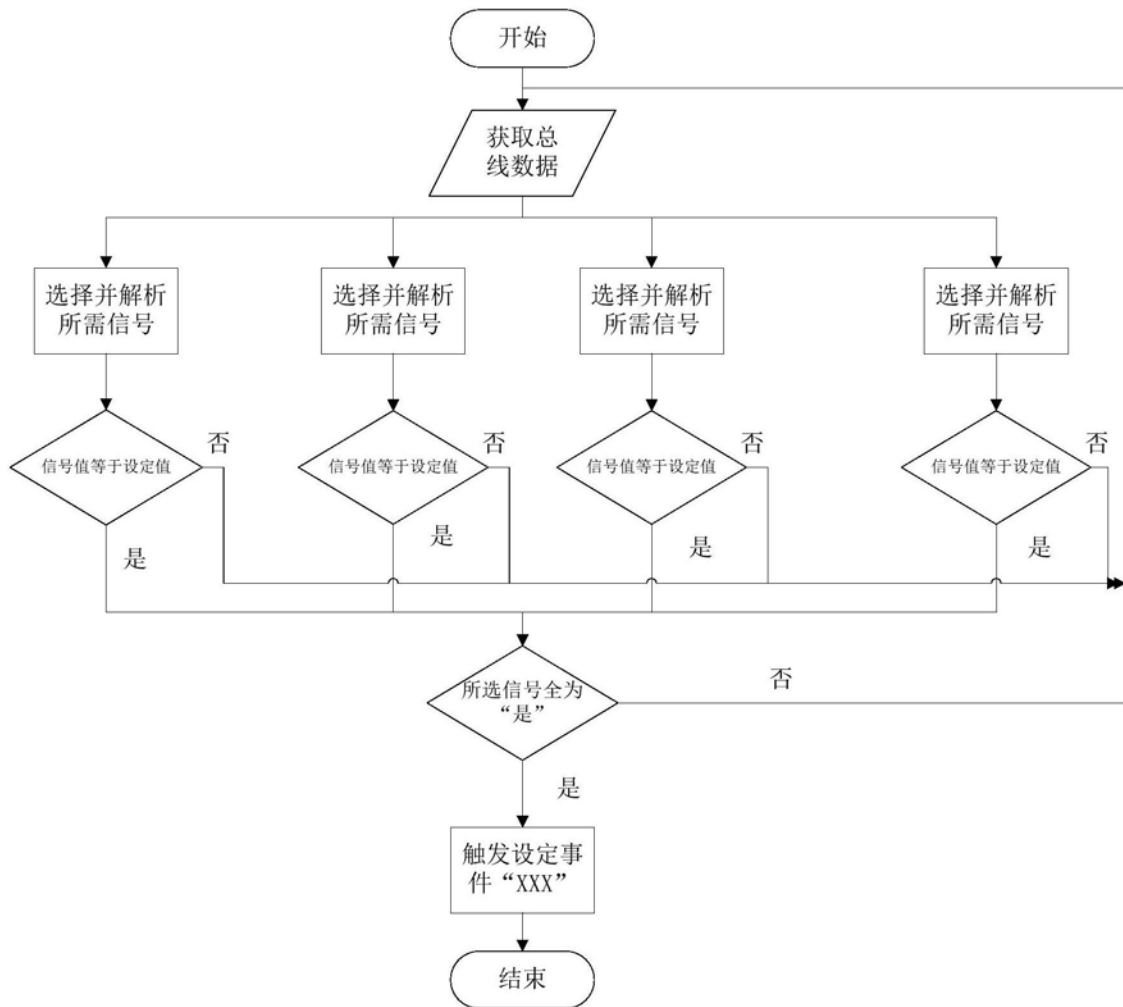 开始
获取总
线数据
选择并解析
所需信号
选择并解析
所需信号
选择并解析
所需信号
选择并解析
所需信号
信号值等于设定值
否
信号值等于设定值
否
信号值等于设定值
否
信号值等于设定值
否
是
是
是
是
所选信号全为
“是”
否
是
触发设定事
件“XXX”
结束